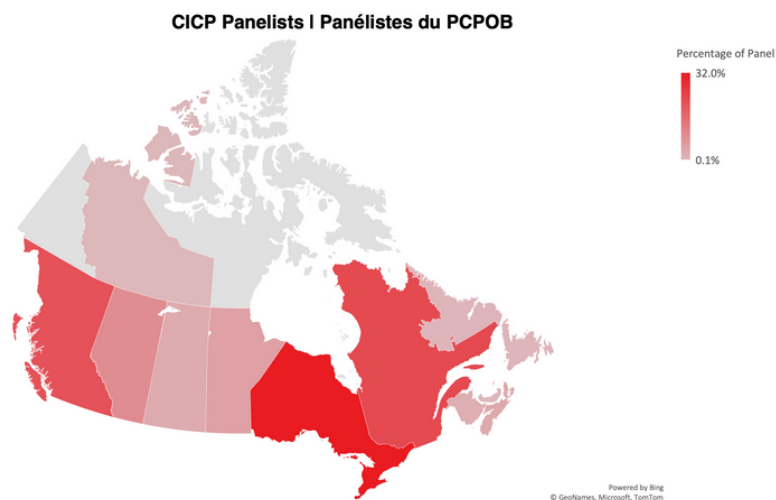 CICP Panelists | Panélistes du PCPOB
Percentage of Panel
32.0%
0.1%
Powered by Bing
© GeoNames, Microsoft, TomTom